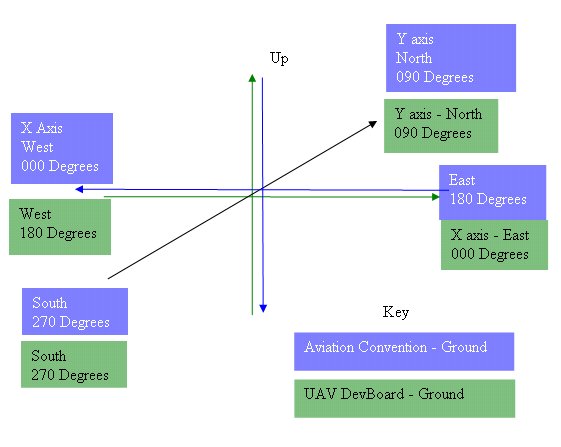 Up
Y axis
North
090 Degrees
Y axis - North
090 Degrees
X Axis
West
000 Degrees
East
180 Degrees
West
180 Degrees
X axis - East
000 Degrees
South
270 Degrees
South
270 Degrees
Key
Aviation Convention - Ground
UAV DevBoard - Ground